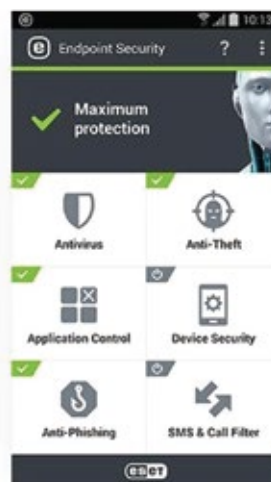 10:13
e Endpoint Security ?
Maximum
protection
Antivirus
Anti-Theft
Application Control
Device Security
Anti-Phishing
SMS & Call Filter
eset